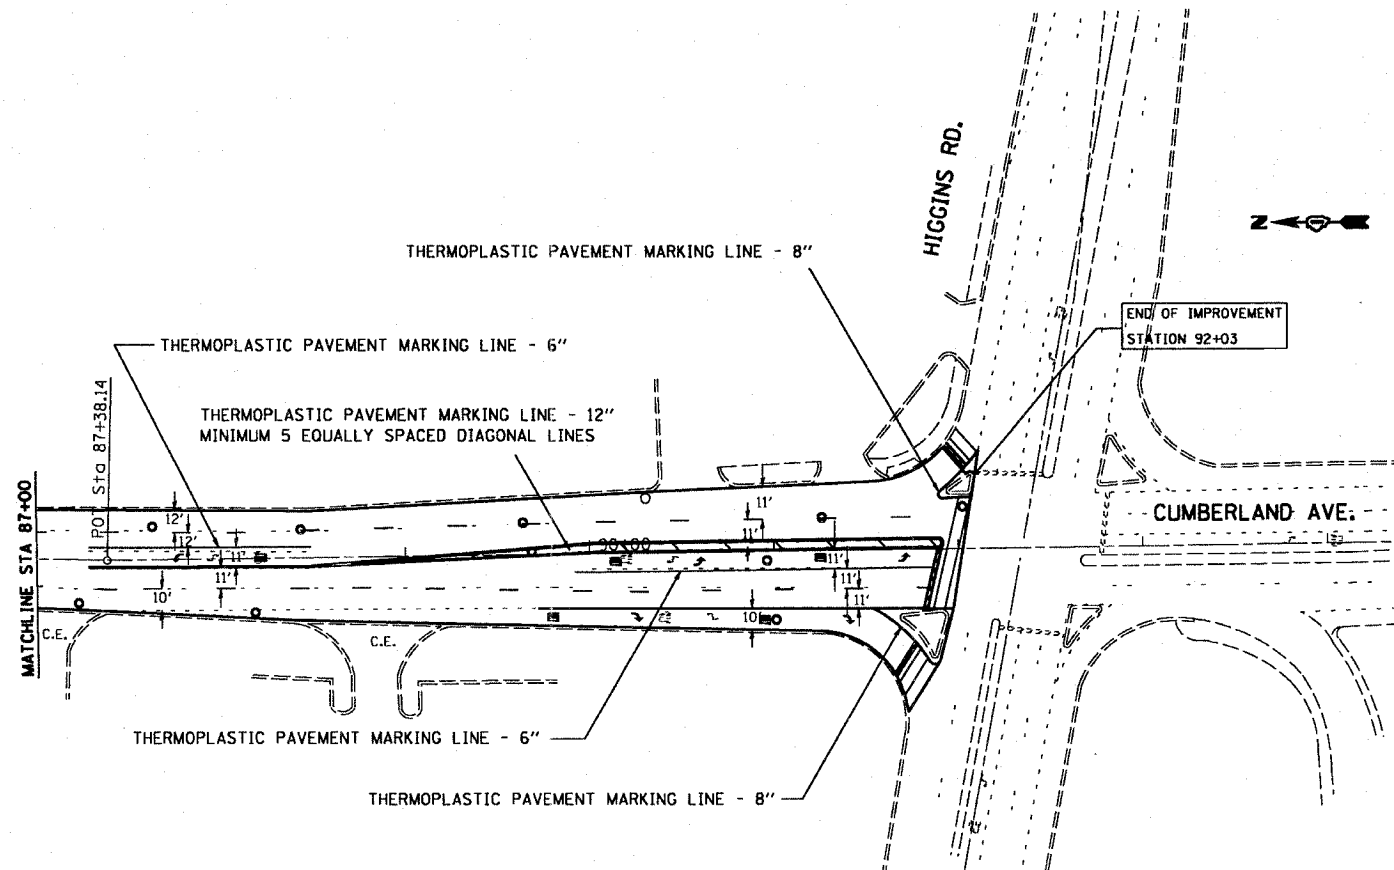 HIGGINS RD.
N
THERMOPLASTIC PAVEMENT MARKING LINE - 8"
END OF IMPROVEMENT
STATION 92+03
THERMOPLASTIC PAVEMENT MARKING LINE - 6"
POT Sta 87+38.14
THERMOPLASTIC PAVEMENT MARKING LINE - 12"
MINIMUM 5 EQUALLY SPACED DIAGONAL LINES
MATCHLINE STA 87+00
CUMBERLAND AVE.
12'
12'
11'
11'
10'
11'
11'
90+00
11'
11'
11'
10'
C.E.
C.E.
THERMOPLASTIC PAVEMENT MARKING LINE - 6"
THERMOPLASTIC PAVEMENT MARKING LINE - 8"